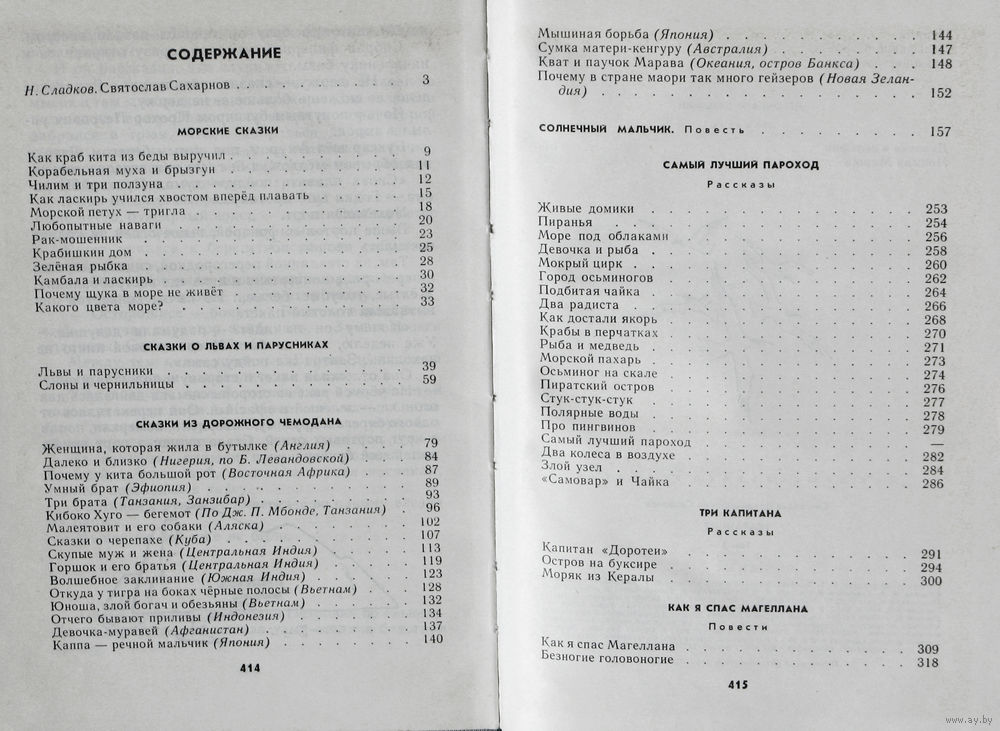 СОДЕРЖАНИЕ
Н. Сладков. Святослав Сахарнов . . . . . . . . . . 3
МОРСКИЕ СКАЗКИ
Как краб кита из беды выручил . . . . . . . . . . 9
Корабельная муха и брызгун . . . . . . . . . . 11
Чилим и три ползуна . . . . . . . . . . 12
Как ласкирь учился хвостом вперёд плавать . . . . . . 15
Морской петух — тригла . . . . . . . . . . 18
Любопытные наваги . . . . . . . . . . 20
Рак-мошенник . . . . . . . . . . 23
Крабишкин дом . . . . . . . . . . 25
Зелёная рыбка . . . . . . . . . . 28
Камбала и ласкирь . . . . . . . . . . 30
Почему щука в море не живёт . . . . . . . . . . 32
Какого цвета море? . . . . . . . . . . 33
СКАЗКИ О ЛЬВАХ И ПАРУСНИКАХ
Львы и парусники . . . . . . . . . . 39
Слоны и чернильницы . . . . . . . . . . 59
СКАЗКИ ИЗ ДОРОЖНОГО ЧЕМОДАНА
Женщина, которая жила в бутылке (Англия) . . . . . 79
Далеко и близко (Нигерия, по Б. Левандовской) . . . . 84
Почему у кита большой рот (Восточная Африка) . . . . 87
Умный брат (Эфиопия) . . . . . . . . . . 89
Три брата (Танзания, Занзибар) . . . . . . . . 93
Кибоко Хуго — бегемот (По Дж. П. Мбонде, Танзания) . 96
Малеятовит и его собаки (Аляска) . . . . . . . 102
Сказки о черепахе (Куба) . . . . . . . . . . 107
Скупые муж и жена (Центральная Индия) . . . . . 113
Горшок и его братья (Центральная Индия) . . . . . 119
Волшебное заклинание (Южная Индия) . . . . . . 123
Откуда у тигра на боках чёрные полосы (Вьетнам) . . . 128
Юноша, злой богач и обезьяны (Вьетнам) . . . . . 132
Отчего бывают приливы (Индонезия) . . . . . . 134
Девочка-муравей (Афганистан) . . . . . . . . 137
Каппа — речной мальчик (Япония) . . . . . . . 140
414
Мышиная борьба (Япония) . . . . . . . . . . 144
Сумка матери-кенгуру (Австралия) . . . . . . . 147
Кват и паучок Марава (Океания, остров Банкса) . . . 148
Почему в стране маори так много гейзеров (Новая Зелан-
дия) . . . . . . . . . . 152
СОЛНЕЧНЫЙ МАЛЬЧИК. Повесть . . . . . . . . 157
САМЫЙ ЛУЧШИЙ ПАРОХОД
Рассказы
Живые домики . . . . . . . . . . 253
Пиранья . . . . . . . . . . 254
Море под облаками . . . . . . . . . . 256
Девочка и рыба . . . . . . . . . . 258
Мокрый цирк . . . . . . . . . . 260
Город осьминогов . . . . . . . . . . 262
Подбитая чайка . . . . . . . . . . 264
Два радиста . . . . . . . . . . 266
Как достали якорь . . . . . . . . . . 268
Крабы в перчатках . . . . . . . . . . 270
Рыба и медведь . . . . . . . . . . 271
Морской пахарь . . . . . . . . . . 273
Осьминог на скале . . . . . . . . . . 274
Пиратский остров . . . . . . . . . . 276
Стук-стук-стук . . . . . . . . . . 277
Полярные воды . . . . . . . . . . 278
Про пингвинов . . . . . . . . . . 279
Самый лучший пароход . . . . . . . . . . —
Два колеса в воздухе . . . . . . . . . . 282
Злой узел . . . . . . . . . . 284
«Самовар» и Чайка . . . . . . . . . . 286
ТРИ КАПИТАНА
Рассказы
Капитан «Доротеи» . . . . . . . . . . 291
Остров на буксире . . . . . . . . . . 294
Моряк из Кералы . . . . . . . . . . 300
КАК Я СПАС МАГЕЛЛАНА
Повести
Как я спас Магеллана . . . . . . . . . . 309
Безногие головоногие . . . . . . . . . . 318
415
www.ay.by